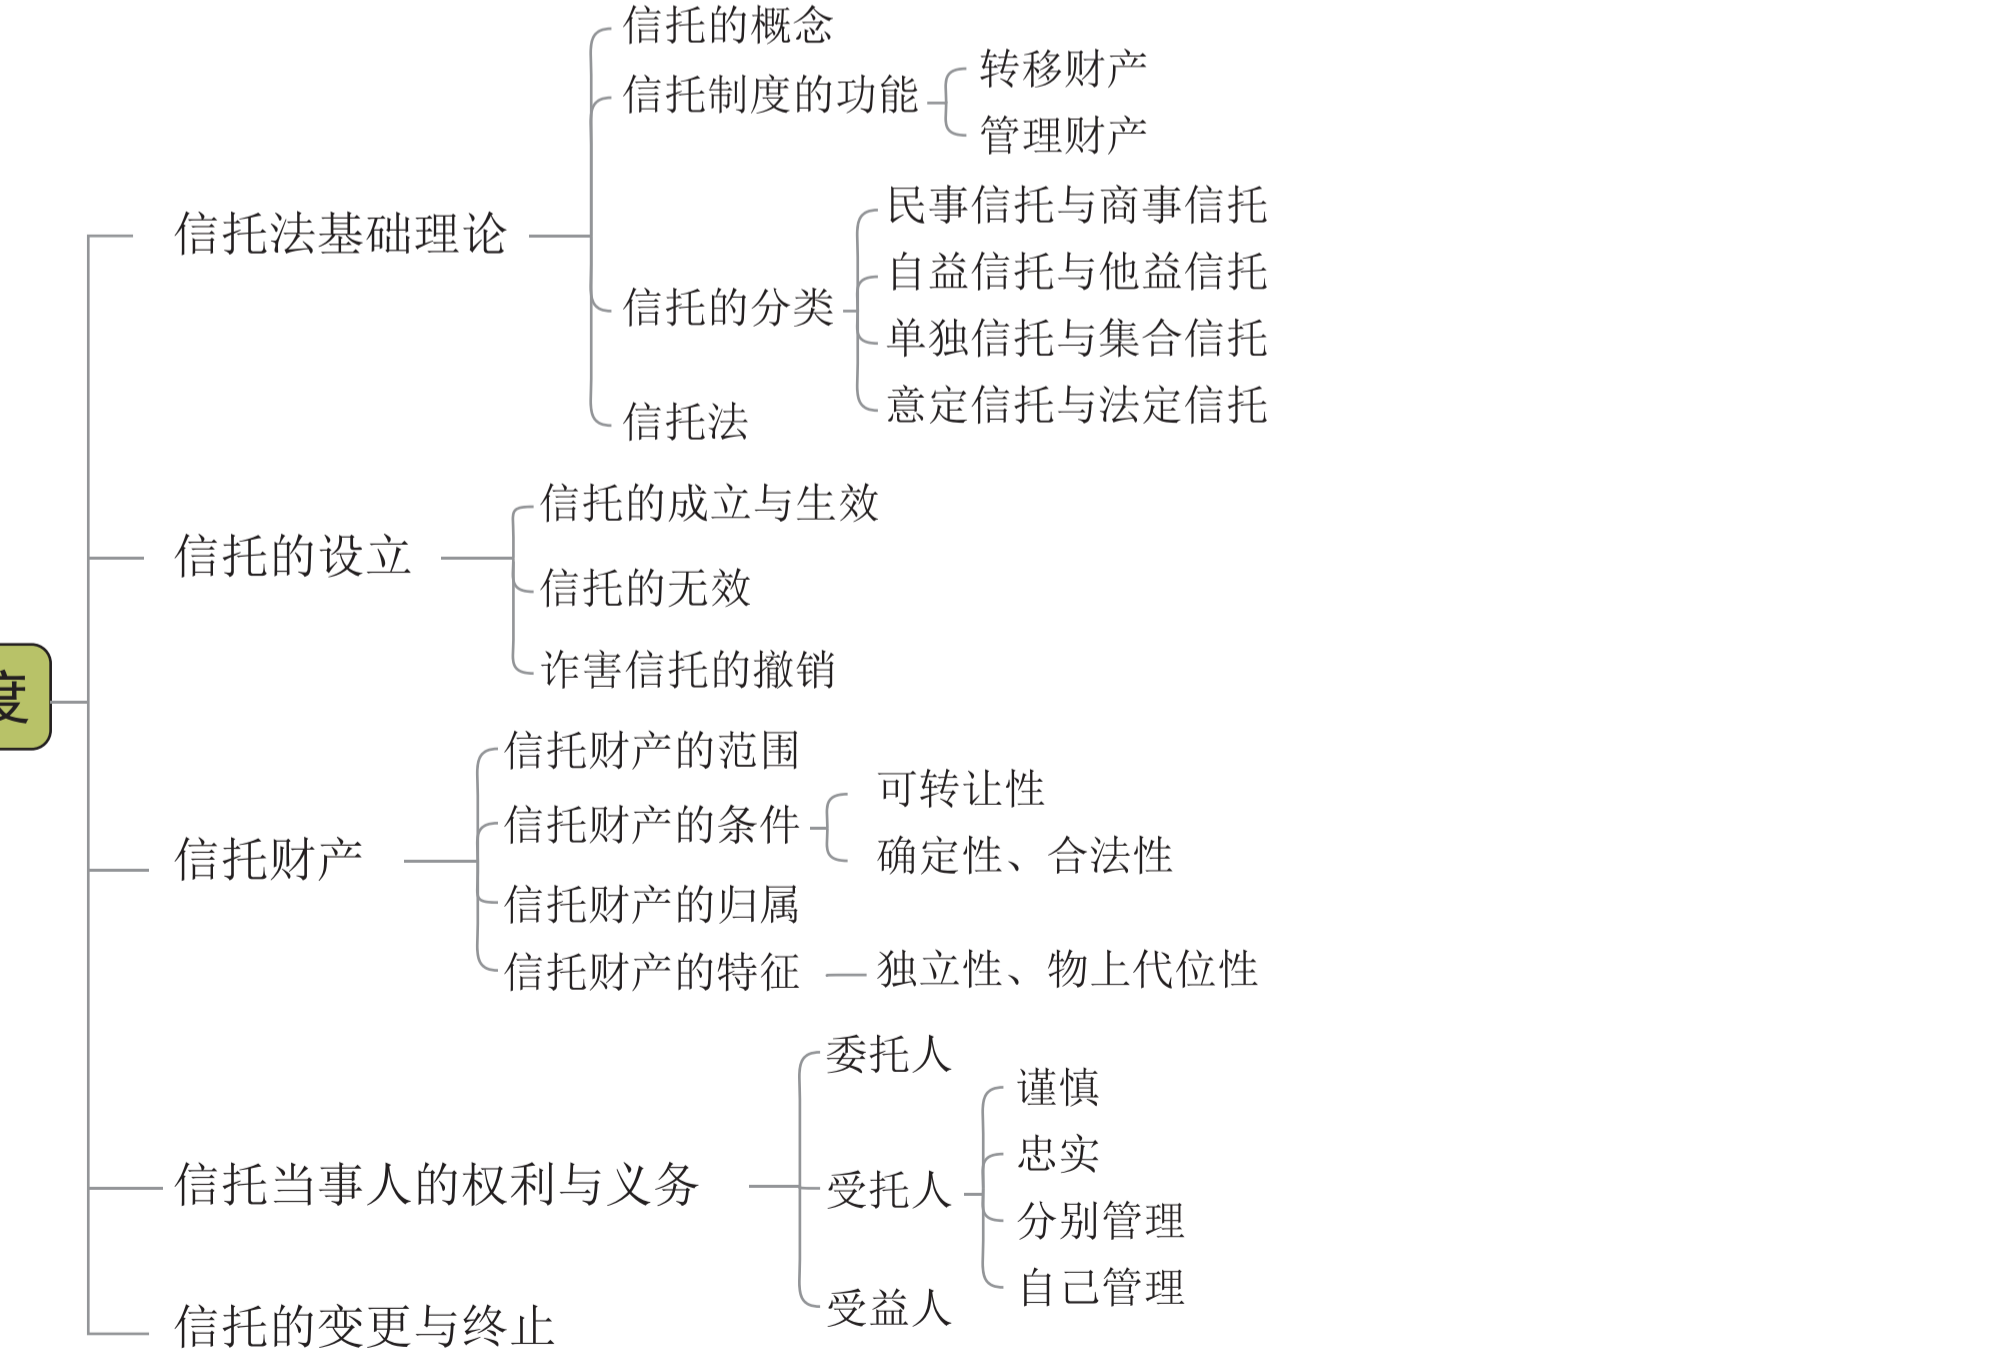 度
信托法基础理论
信托的概念
信托制度的功能
转移财产
管理财产
信托的分类
民事信托与商事信托
自益信托与他益信托
单独信托与集合信托
意定信托与法定信托
信托法
信托的设立
信托的成立与生效
信托的无效
诈害信托的撤销
信托财产
信托财产的范围
信托财产的条件
可转让性
确定性、合法性
信托财产的归属
信托财产的特征
独立性、物上代位性
信托当事人的权利与义务
委托人
受托人
谨慎
忠实
分别管理
自己管理
受益人
信托的变更与终止